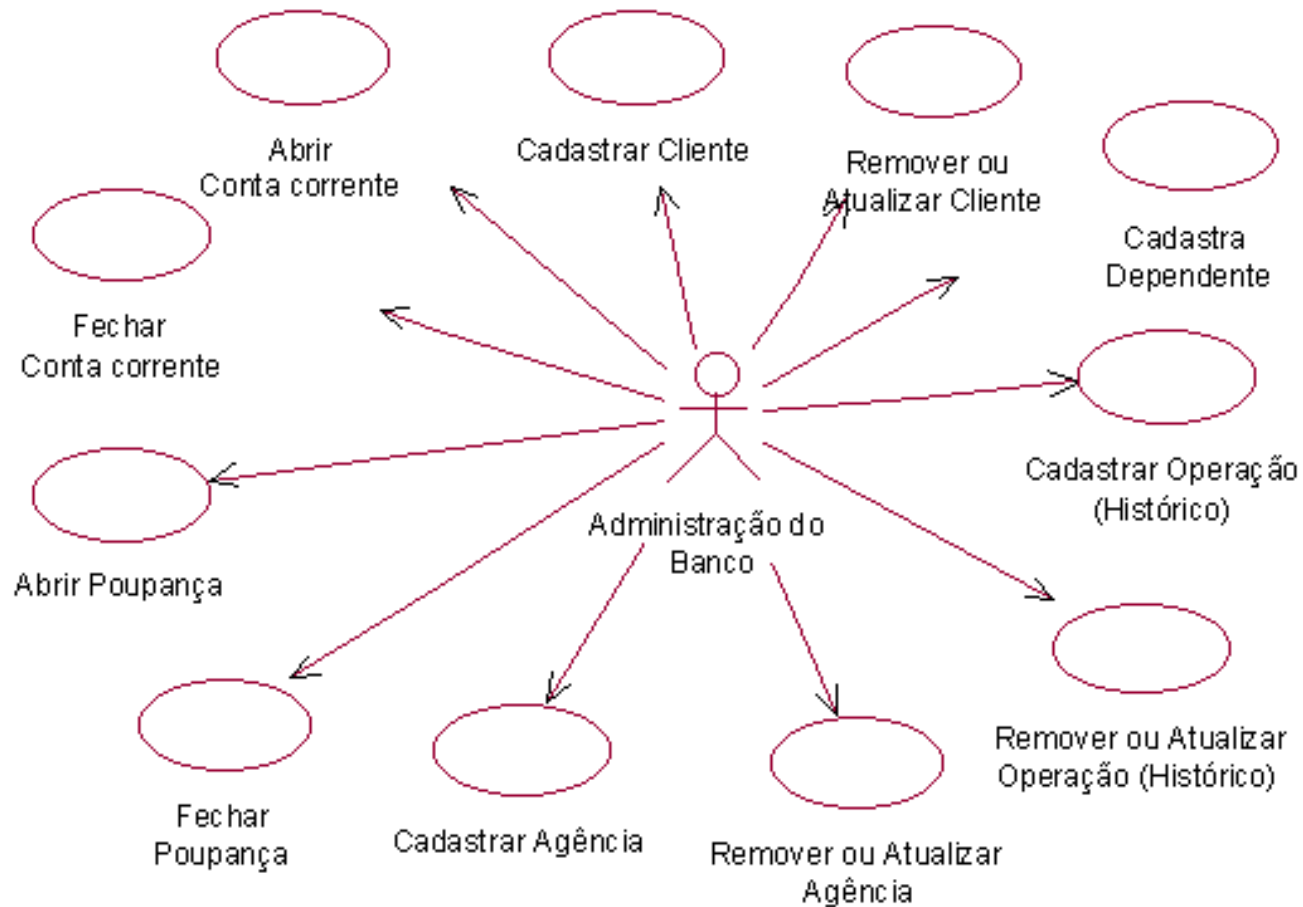 Abrir
Conta corrente
Cadastrar Cliente
Remover ou
Atualizar Cliente
Cadastra
Dependente
Fechar
Conta corrente
Cadastrar Operação
(Histórico)
Administração do
Banco
Abrir Poupança
Remover ou Atualizar
Operação (Histórico)
Fechar
Poupança
Cadastrar Agência
Remover ou Atualizar
Agência